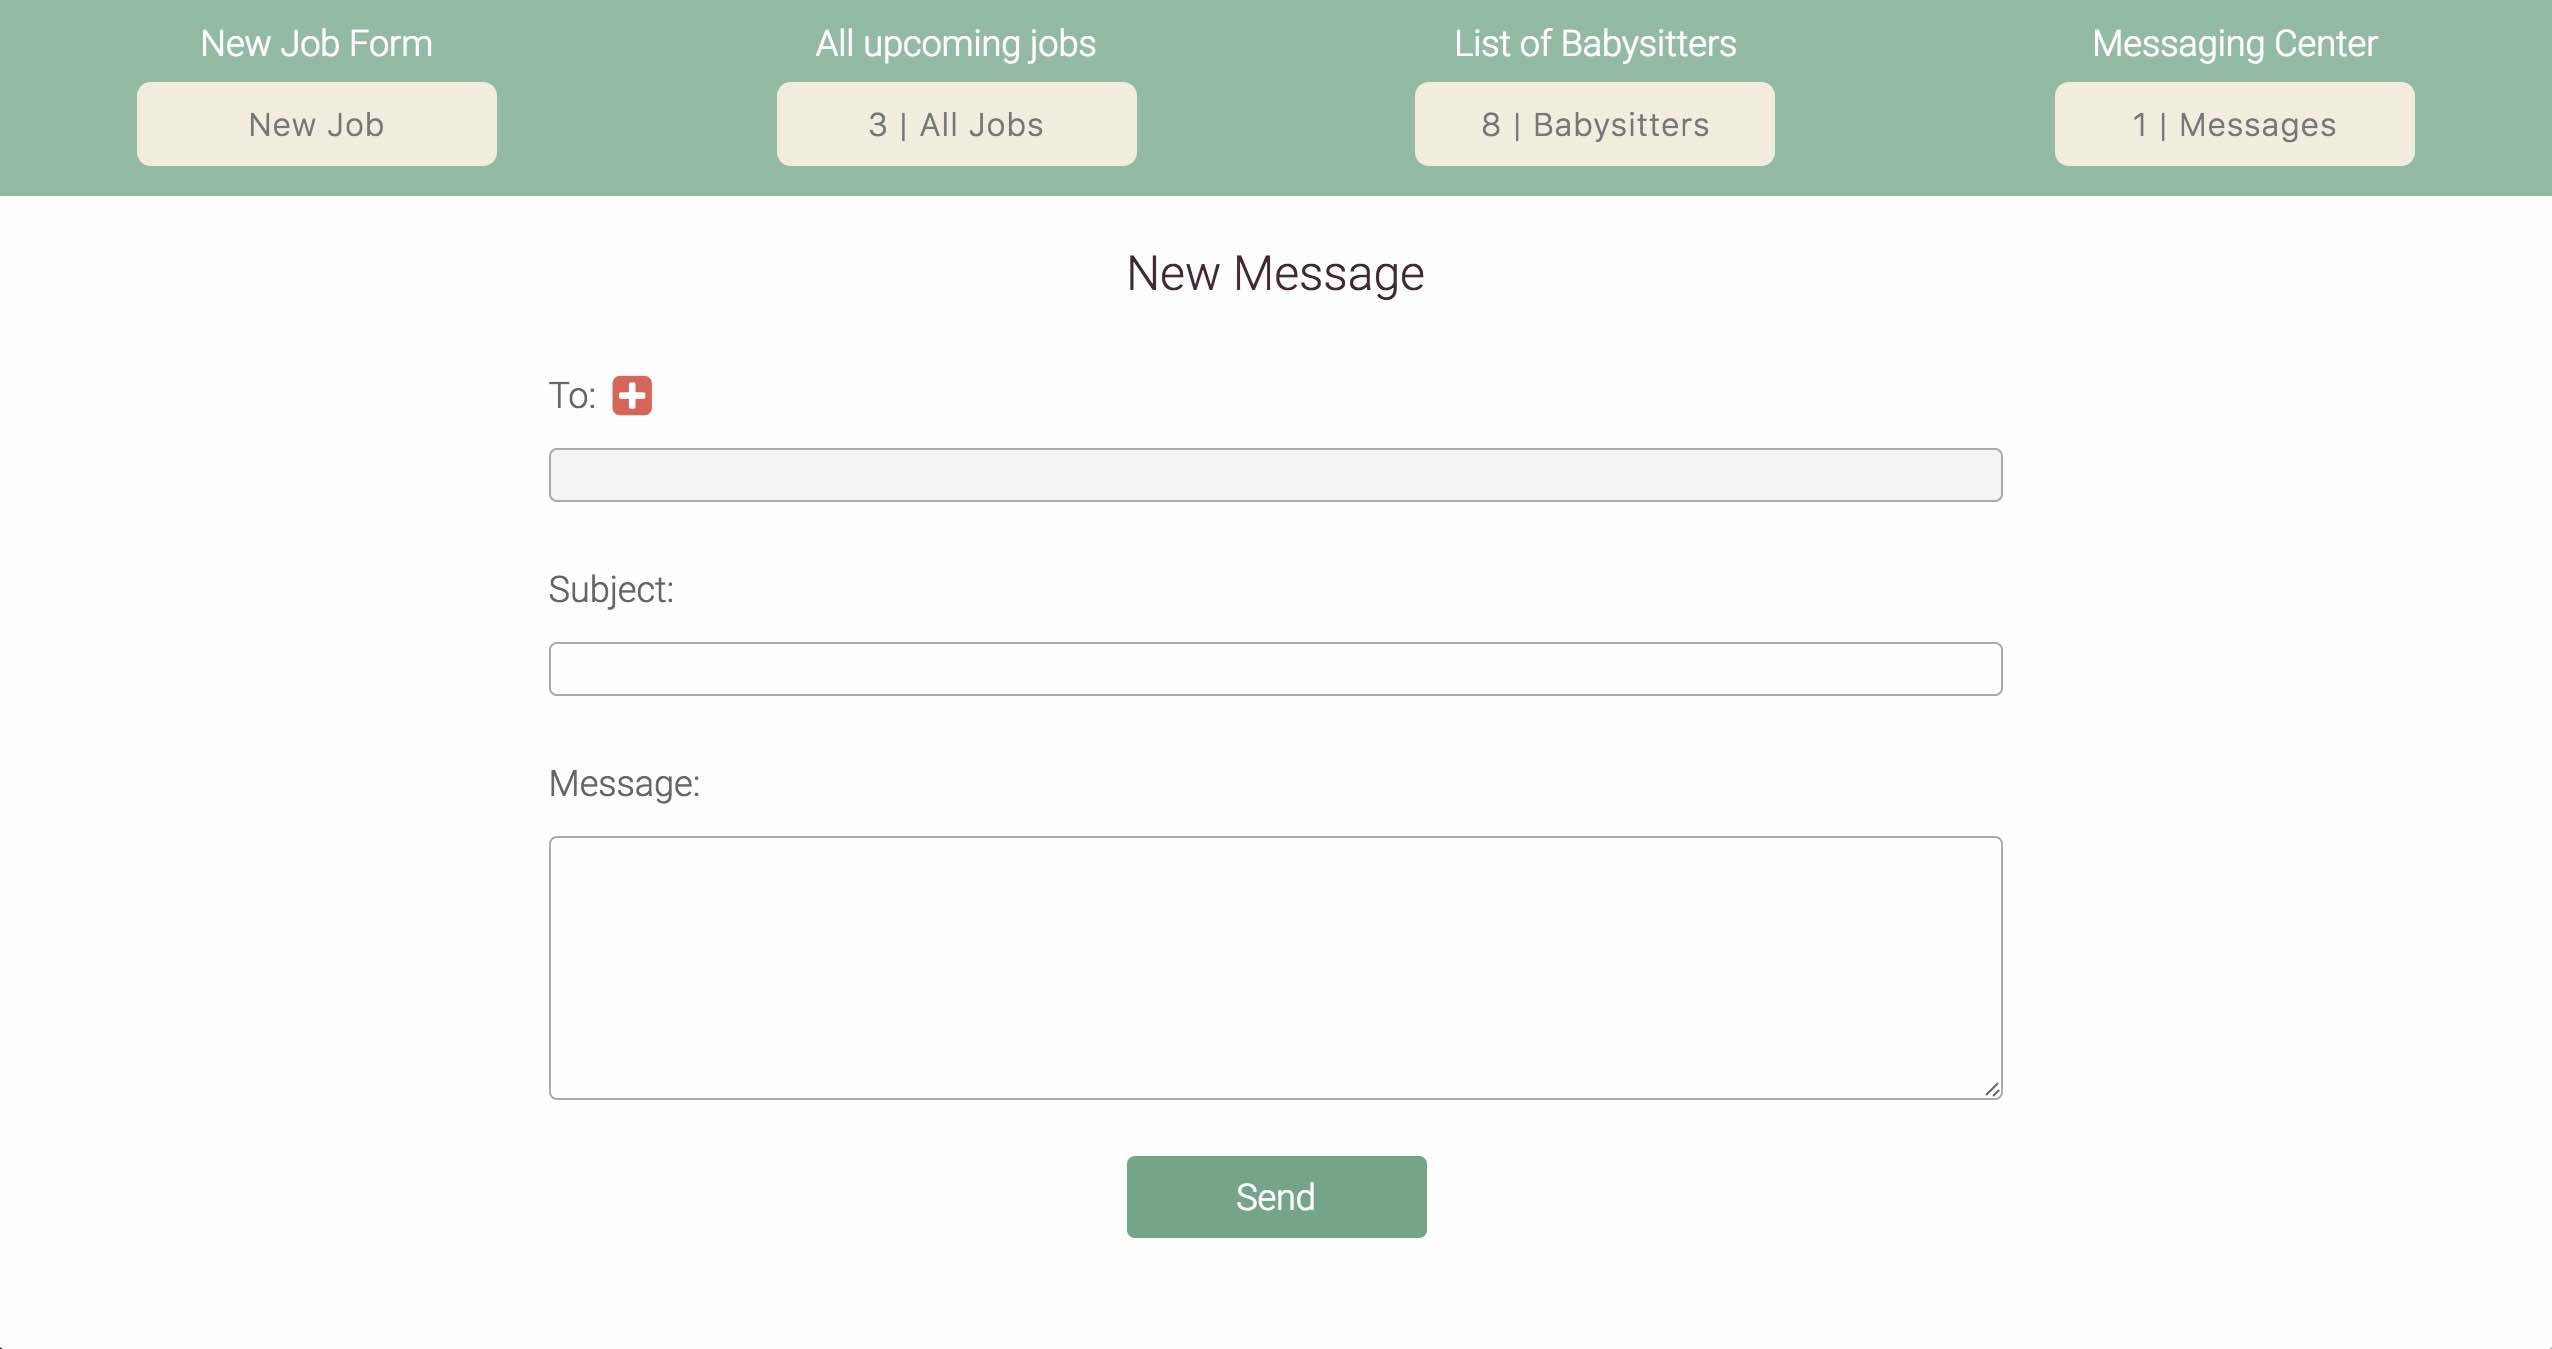 New Job Form
New Job
All upcoming jobs
3 | All Jobs
List of Babysitters
8 | Babysitters
Messaging Center
1 | Messages
New Message
To:
Subject:
Message:
Send